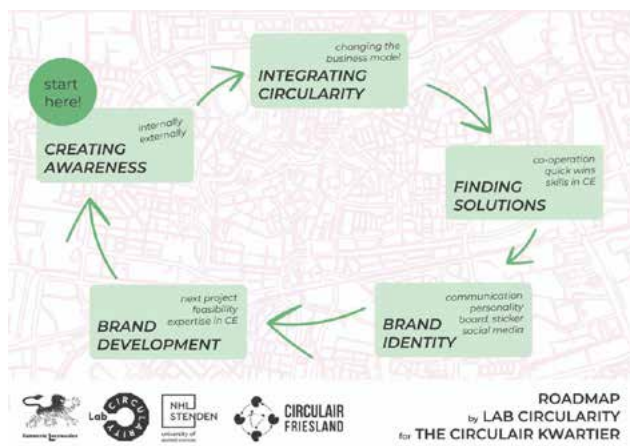 start
here!
internally
externally
CREATING
AWARENESS
changing the
business model
INTEGRATING
CIRCULARITY
co-operation
quick wins
skills in CE
FINDING
SOLUTIONS
communication
personality
board, sticker
social media
BRAND
IDENTITY
next project
feasibility
expertise in CE
BRAND
DEVELOPMENT
Lab
CIRCULARITY
NHL
STENDEN
university of
applied sciences
CIRCULAIR
FRIESLAND
ROADMAP
by LAB CIRCULARITY
for THE CIRCULAIR KWARTIER